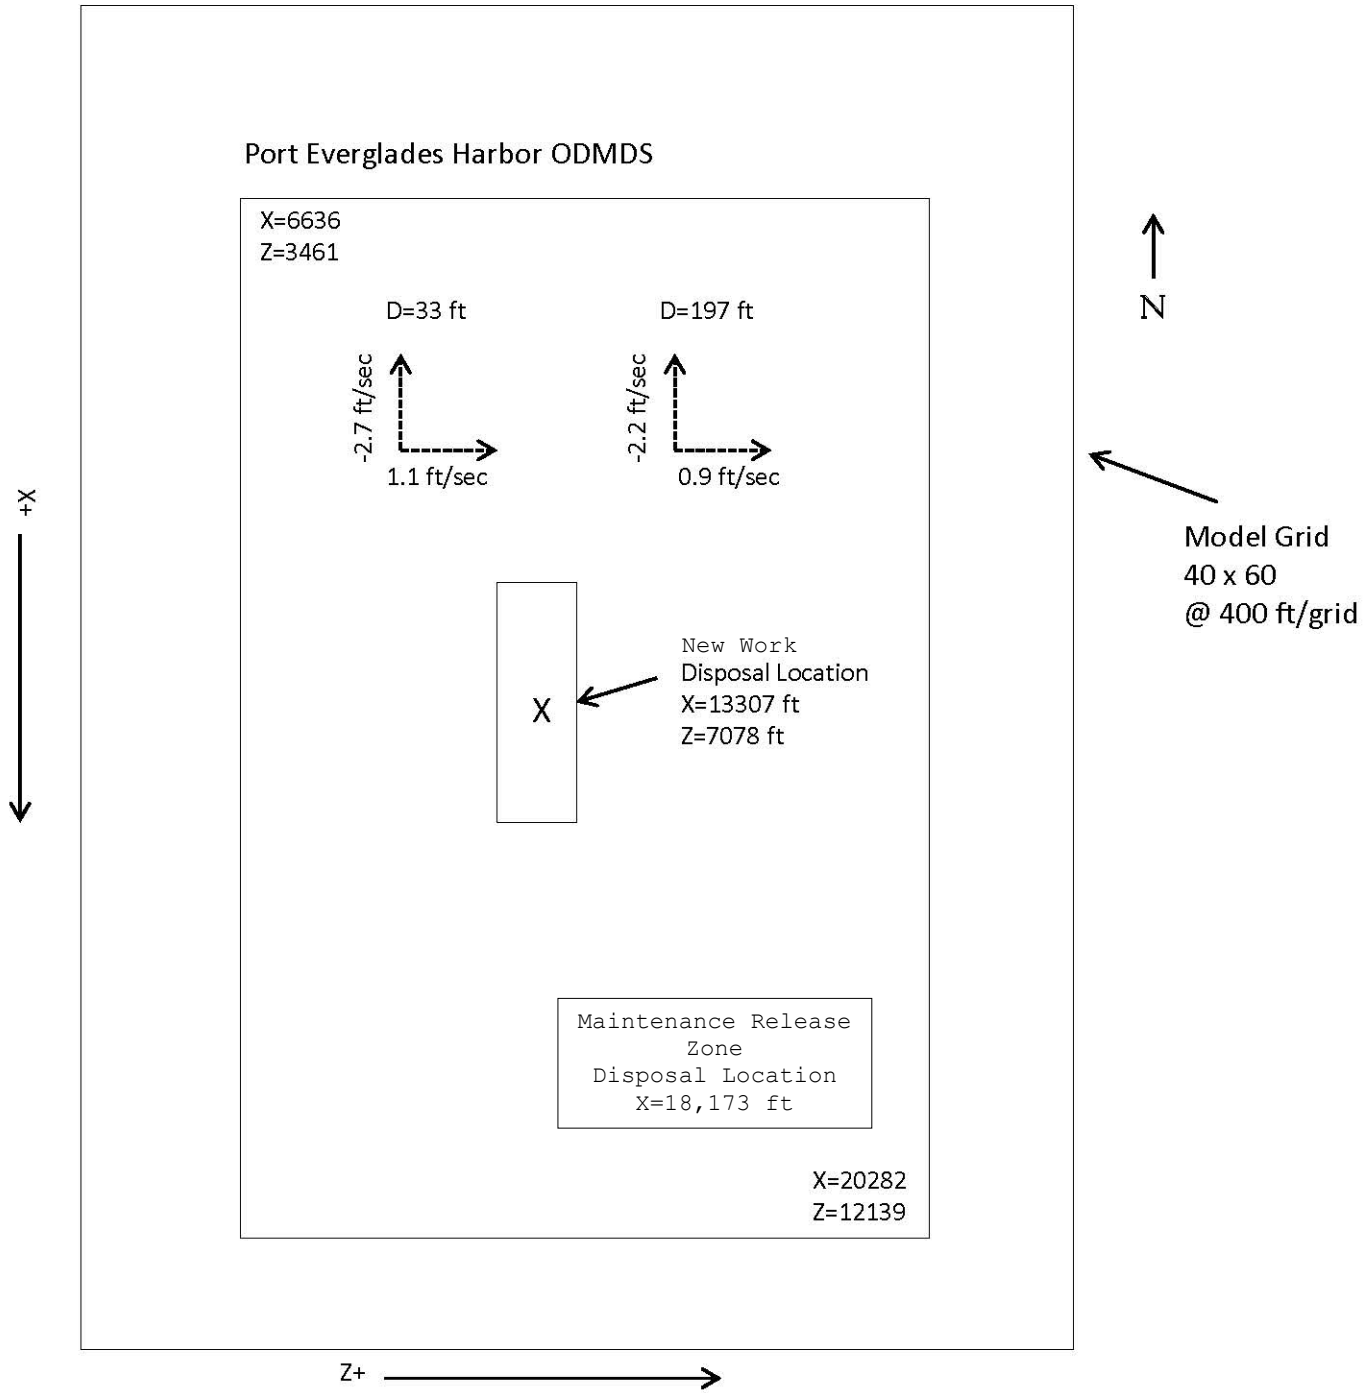 Port Everglades Harbor ODMDS
X=6636
Z=3461
N
D=33 ft
D=197 ft
-2.7 ft/sec
1.1 ft/sec
-2.2 ft/sec
0.9 ft/sec
+X
Model Grid
40 x 60
@ 400 ft/grid
New Work
Disposal Location
X=13307 ft
Z=7078 ft
X
Maintenance Release
Zone
Disposal Location
X=18,173 ft
X=20282
Z=12139
Z+